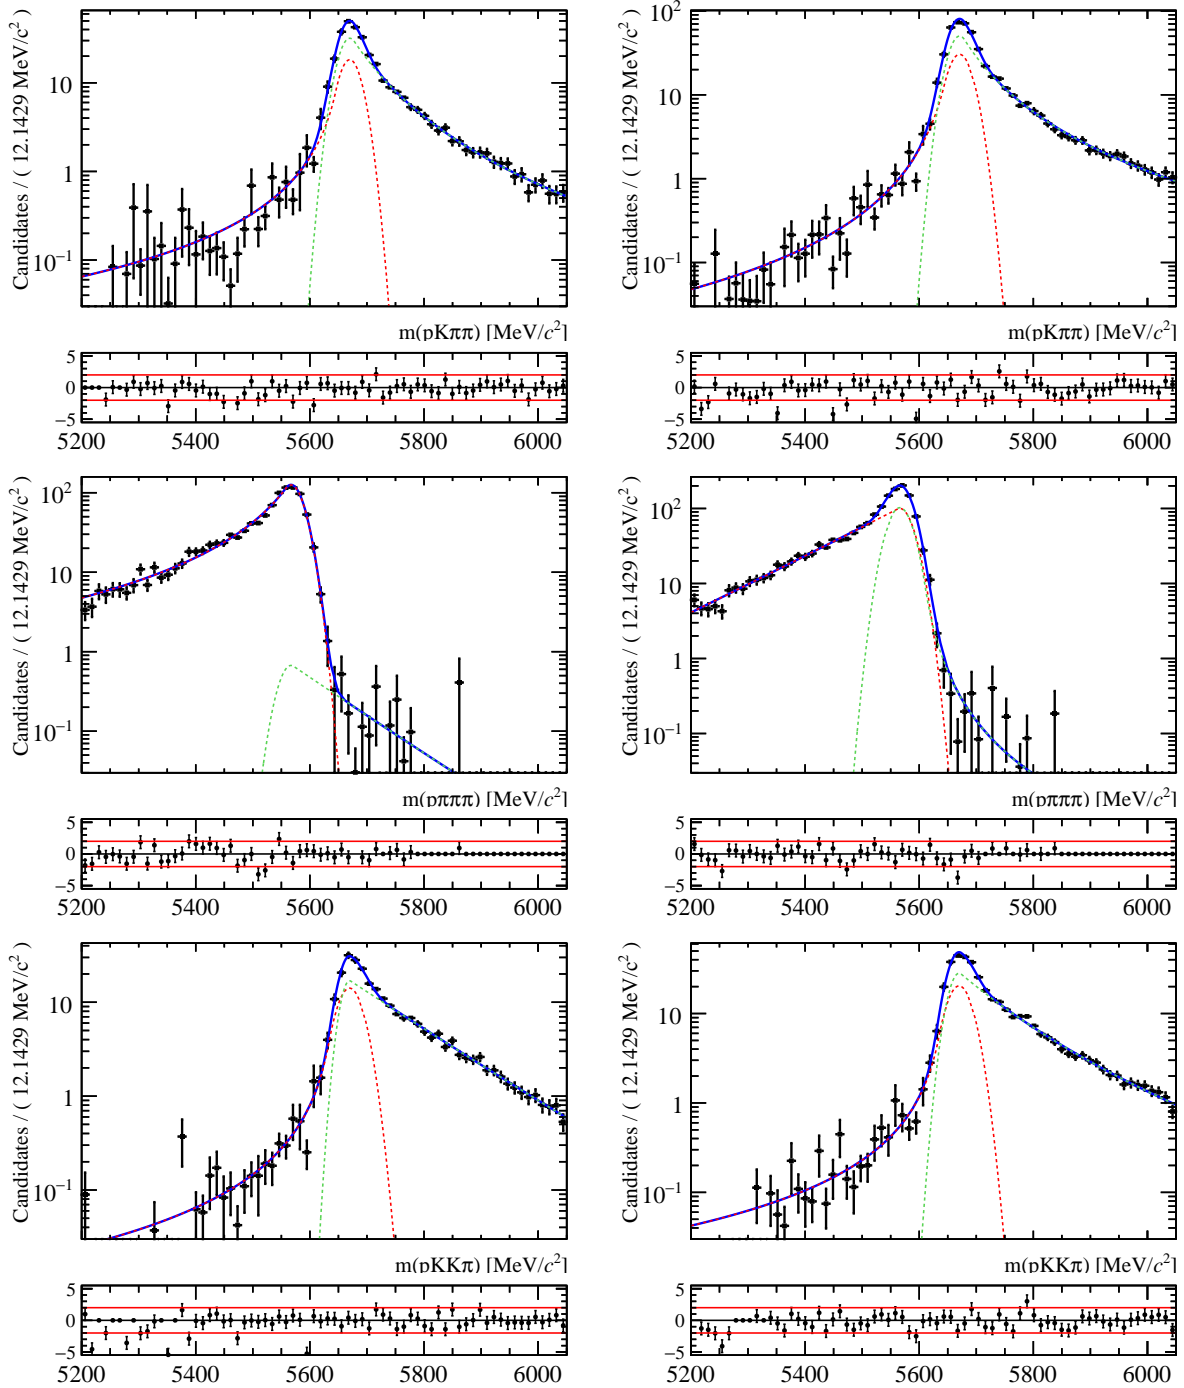 Candidates / ( 12.1429 MeV/c² )
10
1
10⁻¹
m(pKππ) [MeV/c²]
5
0
−5
5200 5400 5600 5800 6000
Candidates / ( 12.1429 MeV/c² )
10²
10
1
10⁻¹
m(pKππ) [MeV/c²]
5
0
−5
5200 5400 5600 5800 6000
Candidates / ( 12.1429 MeV/c² )
10²
10
1
10⁻¹
m(pπππ) [MeV/c²]
5
0
−5
5200 5400 5600 5800 6000
Candidates / ( 12.1429 MeV/c² )
10²
10
1
10⁻¹
m(pπππ) [MeV/c²]
5
0
−5
5200 5400 5600 5800 6000
Candidates / ( 12.1429 MeV/c² )
10
1
10⁻¹
m(pKKπ) [MeV/c²]
5
0
−5
5200 5400 5600 5800 6000
Candidates / ( 12.1429 MeV/c² )
10
1
10⁻¹
m(pKKπ) [MeV/c²]
5
0
−5
5200 5400 5600 5800 6000